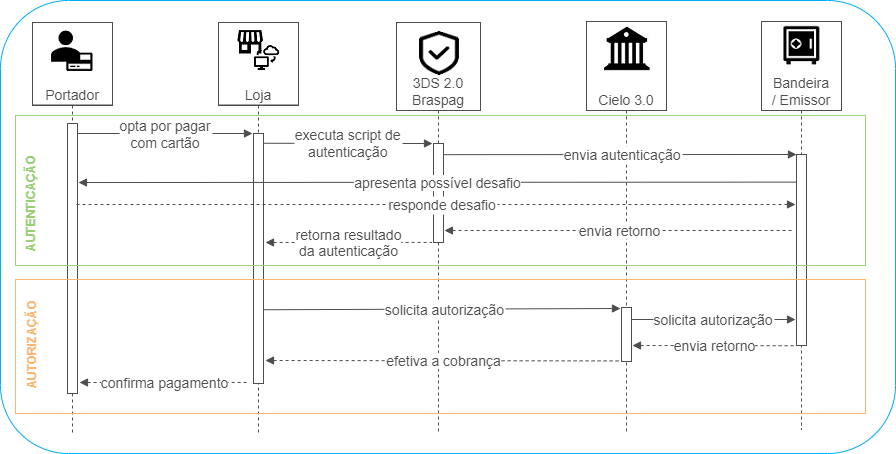 Portador
Loja
3DS 2.0
Braspag
Cielo 3.0
Bandeira
/ Emissor
AUTENTICAÇÃO
opta por pagar
com cartão
executa script de
autenticação
envia autenticação
apresenta possível desafio
responde desafio
envia retorno
retorna resultado
da autenticação
AUTORIZAÇÃO
solicita autorização
solicita autorização
envia retorno
efetiva a cobrança
confirma pagamento